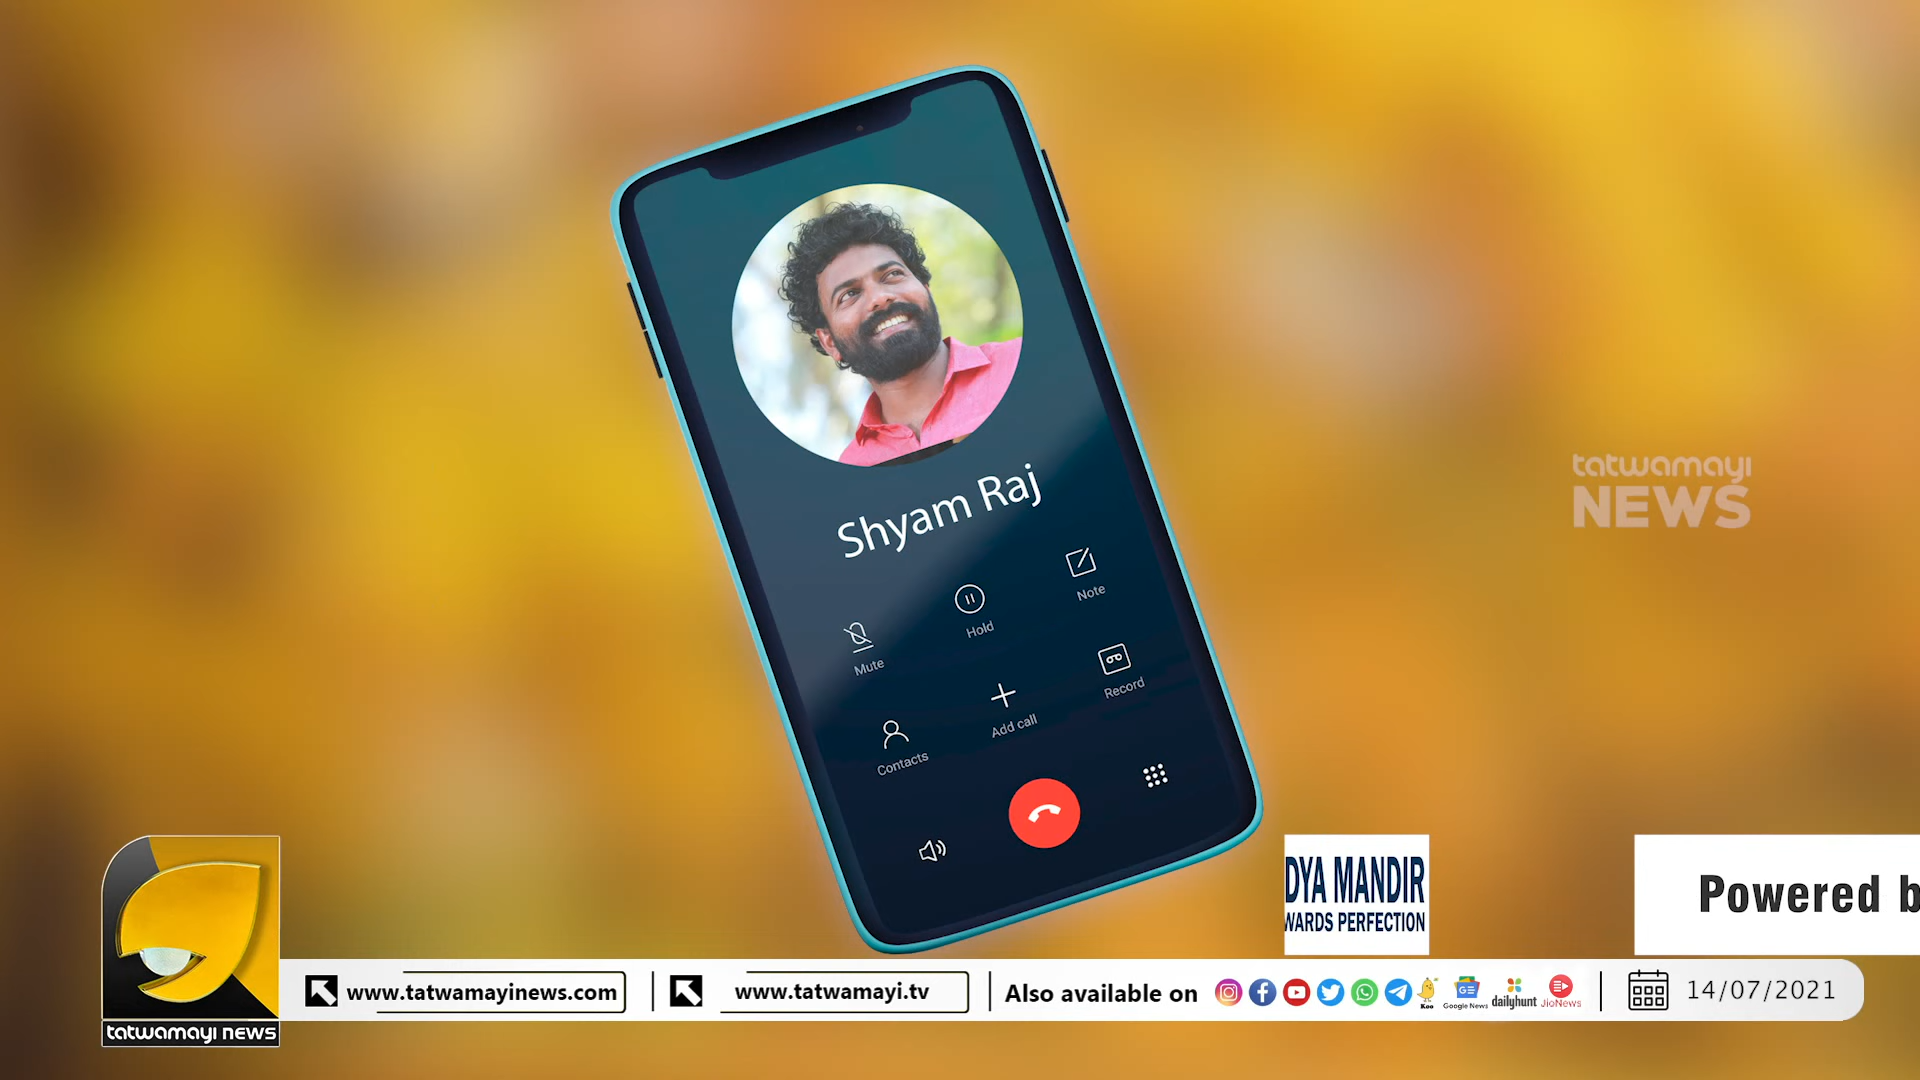 Shyam Raj
Mute
Hold
Note
Contacts
Add call
Record
tatwamayi
NEWS
DYA MANDIR
WARDS PERFECTION
Powered b
tatwamayi news
www.tatwamayinews.com
www.tatwamayi.tv
Also available on
Koo
Google News
dailyhunt
JioNews
14/07/2021